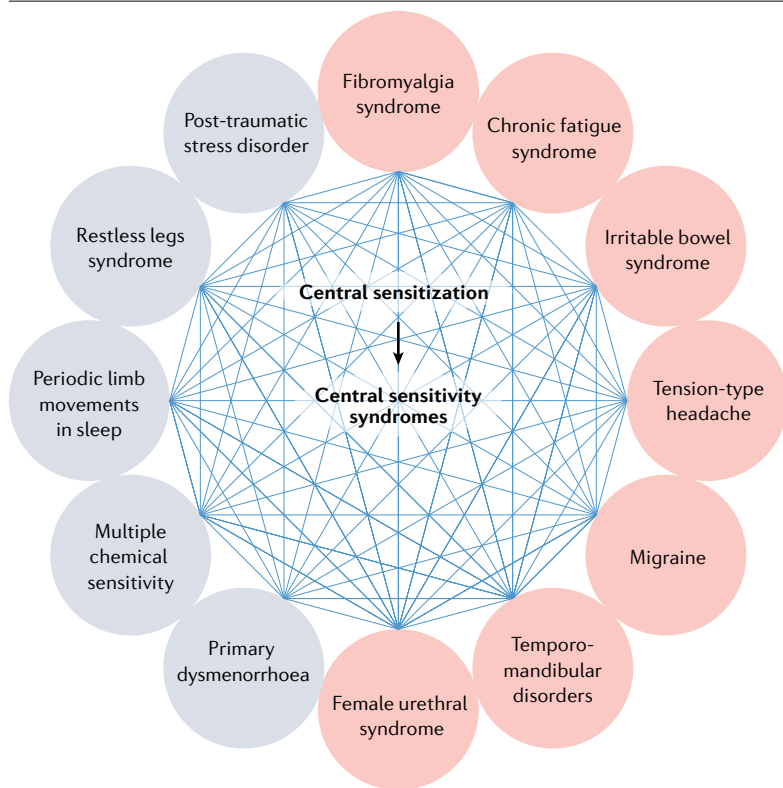 Fibromyalgia
syndrome
Chronic fatigue
syndrome
Irritable bowel
syndrome
Tension-type
headache
Migraine
Temporo-
mandibular
disorders
Female urethral
syndrome
Primary
dysmenorrhoea
Multiple
chemical
sensitivity
Periodic limb
movements
in sleep
Restless legs
syndrome
Post-traumatic
stress disorder
Central sensitization
Central sensitivity
syndromes